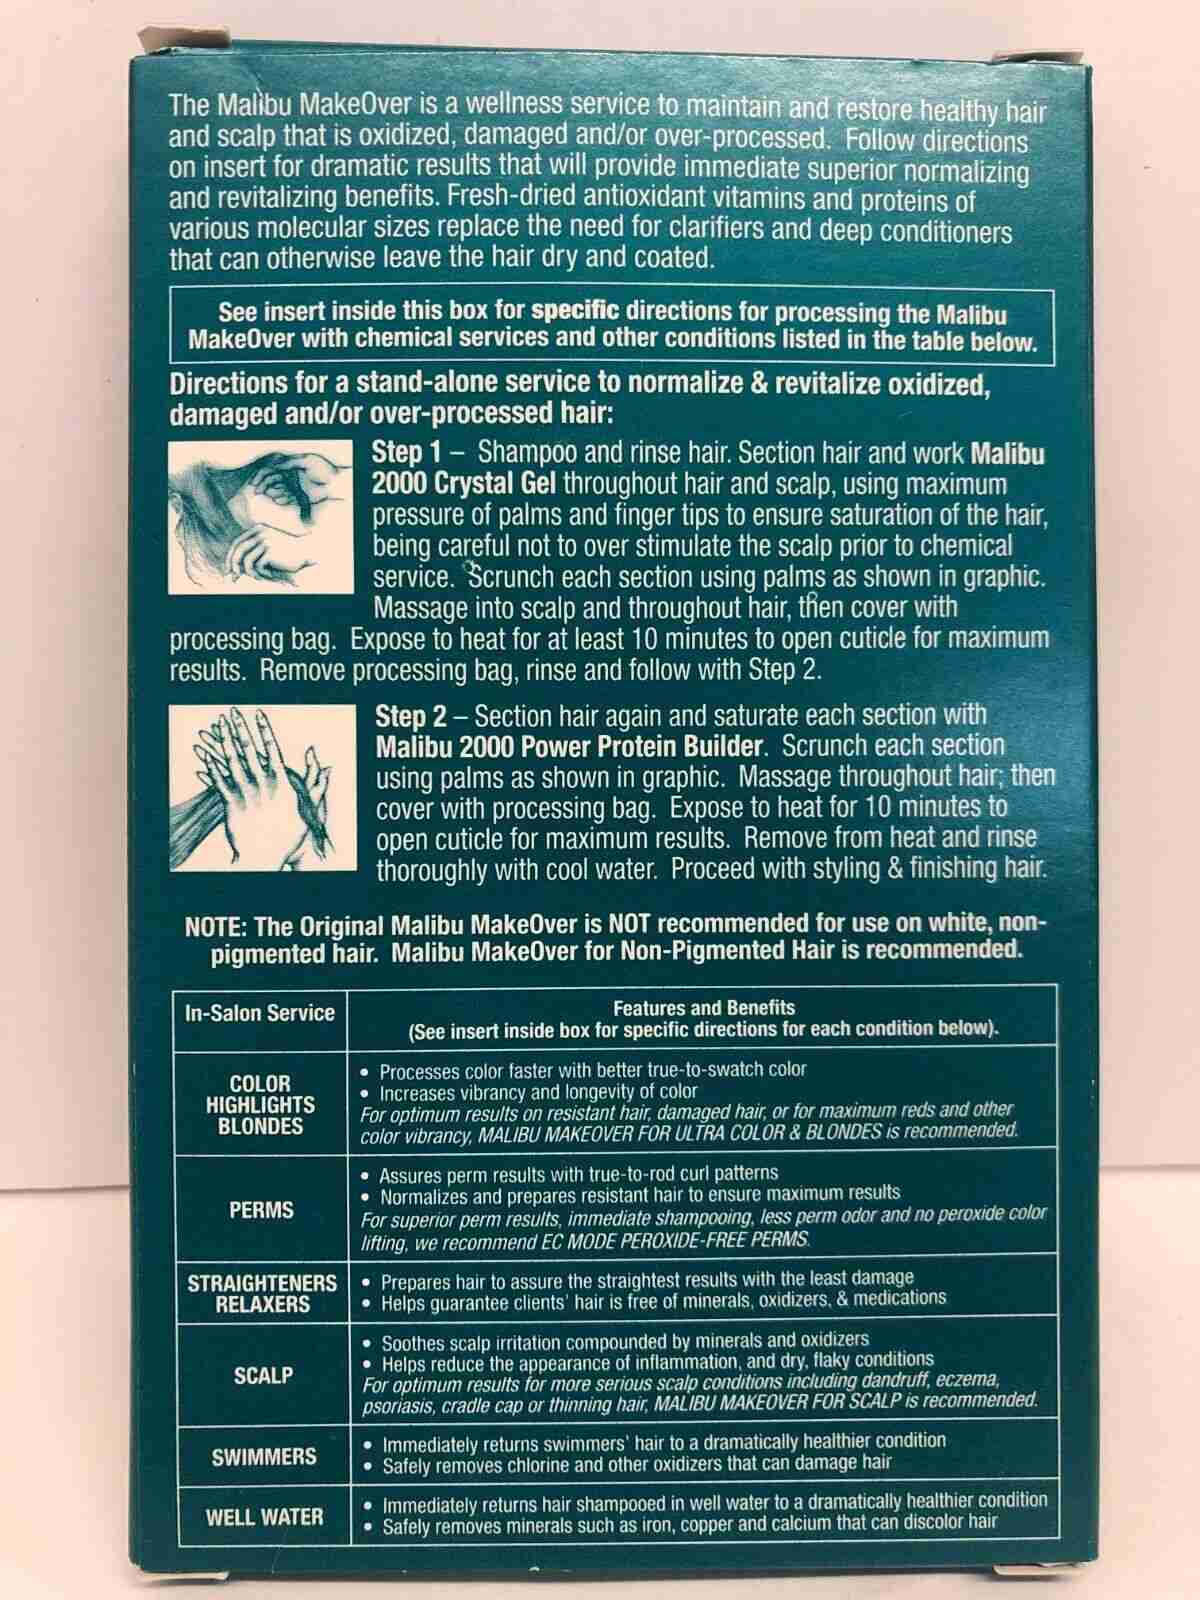 The Malibu MakeOver is a wellness service to maintain and restore healthy hair
and scalp that is oxidized, damaged and/or over-processed. Follow directions
on insert for dramatic results that will provide immediate superior normalizing
and revitalizing benefits. Fresh-dried antioxidant vitamins and proteins of
various molecular sizes replace the need for clarifiers and deep conditioners
that can otherwise leave the hair dry and coated.
See insert inside this box for specific directions for processing the Malibu
MakeOver with chemical services and other conditions listed in the table below.
Directions for a stand-alone service to normalize & revitalize oxidized,
damaged and/or over-processed hair:
Step 1 – Shampoo and rinse hair. Section hair and work Malibu
2000 Crystal Gel throughout hair and scalp, using maximum
pressure of palms and finger tips to ensure saturation of the hair,
being careful not to over stimulate the scalp prior to chemical
service. Scrunch each section using palms as shown in graphic.
Massage into scalp and throughout hair, then cover with
processing bag. Expose to heat for at least 10 minutes to open cuticle for maximum
results. Remove processing bag, rinse and follow with Step 2.
Step 2 – Section hair again and saturate each section with
Malibu 2000 Power Protein Builder. Scrunch each section
using palms as shown in graphic. Massage throughout hair; then
cover with processing bag. Expose to heat for 10 minutes to
open cuticle for maximum results. Remove from heat and rinse
thoroughly with cool water. Proceed with styling & finishing hair.
NOTE: The Original Malibu MakeOver is NOT recommended for use on white, non-
pigmented hair. Malibu MakeOver for Non-Pigmented Hair is recommended.
In-Salon Service
Features and Benefits
(See insert inside box for specific directions for each condition below).
COLOR
HIGHLIGHTS
BLONDES
• Processes color faster with better true-to-swatch color
• Increases vibrancy and longevity of color
For optimum results on resistant hair, damaged hair, or for maximum reds and other
color vibrancy, MALIBU MAKEOVER FOR ULTRA COLOR & BLONDES is recommended.
PERMS
• Assures perm results with true-to-rod curl patterns
• Normalizes and prepares resistant hair to ensure maximum results
For superior perm results, immediate shampooing, less perm odor and no peroxide color
lifting, we recommend EC MODE PEROXIDE-FREE PERMS.
STRAIGHTENERS
RELAXERS
• Prepares hair to assure the straightest results with the least damage
• Helps guarantee clients' hair is free of minerals, oxidizers, & medications
SCALP
• Soothes scalp irritation compounded by minerals and oxidizers
• Helps reduce the appearance of inflammation, and dry, flaky conditions
For optimum results for more serious scalp conditions including dandruff, eczema,
psoriasis, cradle cap or thinning hair, MALIBU MAKEOVER FOR SCALP is recommended.
SWIMMERS
• Immediately returns swimmers' hair to a dramatically healthier condition
• Safely removes chlorine and other oxidizers that can damage hair
WELL WATER
• Immediately returns hair shampooed in well water to a dramatically healthier condition
• Safely removes minerals such as iron, copper and calcium that can discolor hair